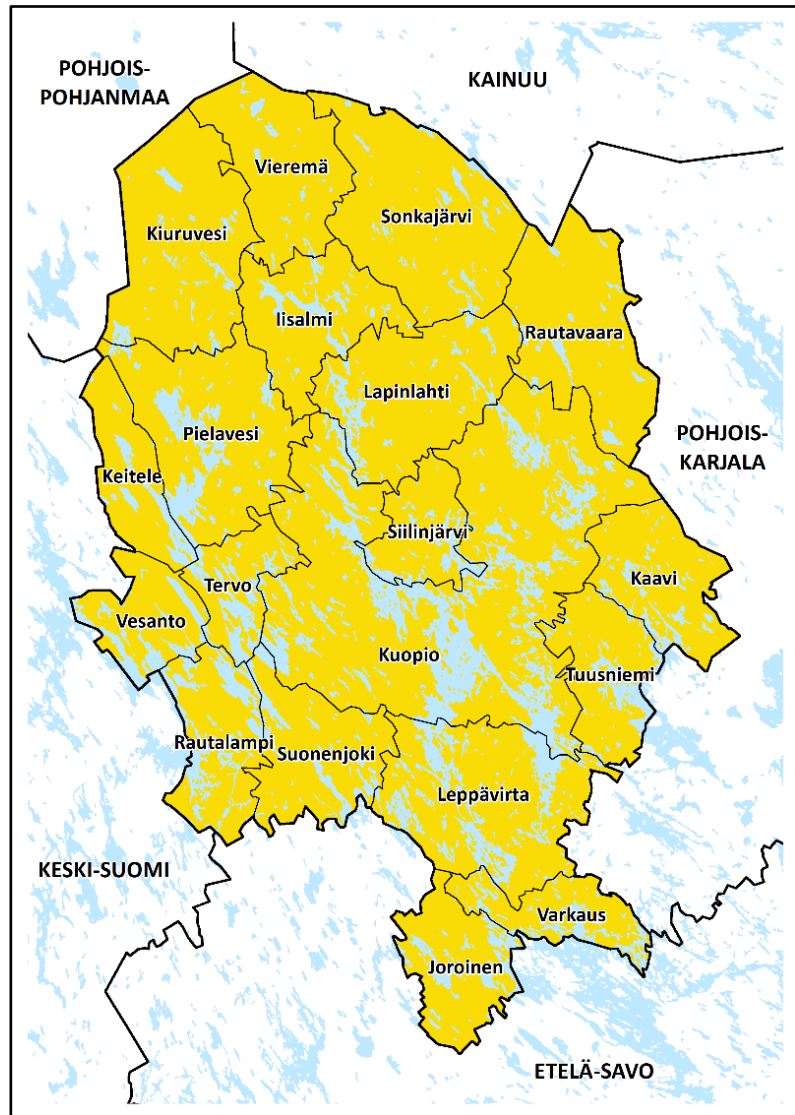 POHJOIS-
POHJANMAA
KAINUU
Vieremä
Sonkajärvi
Kiuruvesi
Iisalmi
Rautavaara
Lapinlahti
Pielavesi
POHJOIS-
KARJALA
Keitele
Siilinjärvi
Kaavi
Tervo
Vesanto
Kuopio
Tuusniemi
Rautalampi
Suonenjoki
Leppävirta
KESKI-SUOMI
Varkaus
Joroinen
ETELÄ-SAVO